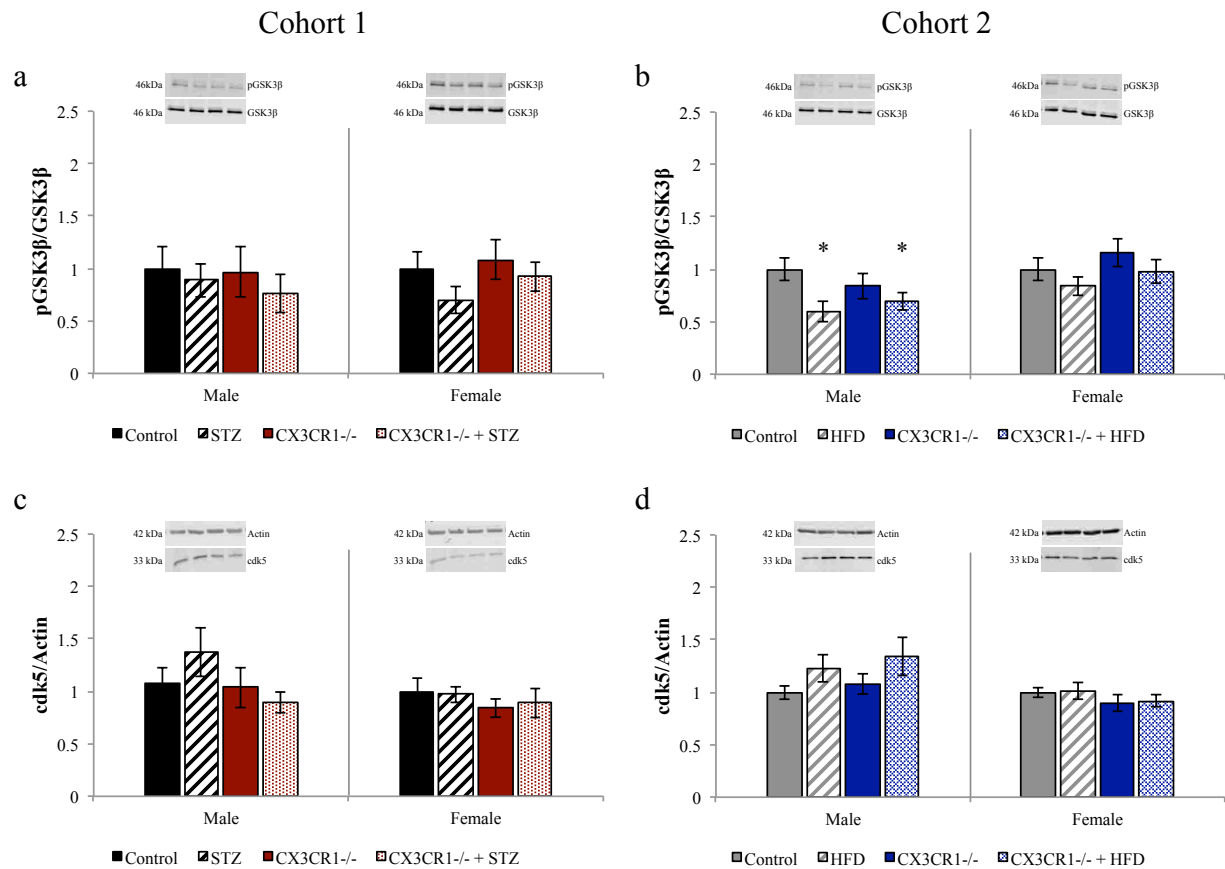 Cohort 1
Cohort 2
a
46kDa
pGSK3β
46 kDa
GSK3β
46kDa
pGSK3β
46 kDa
GSK3β
pGSK3β/GSK3β
2.5
2
1.5
1
0.5
0
Male
Female
Control STZ CX3CR1-/- CX3CR1-/- + STZ
b
46kDa
pGSK3β
46 kDa
GSK3β
46kDa
pGSK3β
46 kDa
GSK3β
pGSK3β/GSK3β
2.5
2
1.5
1
0.5
0
*
*
Male
Female
Control HFD CX3CR1-/- CX3CR1-/- + HFD
c
42 kDa
Actin
33 kDa
cdk5
42 kDa
Actin
33 kDa
cdk5
cdk5/Actin
2.5
2
1.5
1
0.5
0
Male
Female
Control STZ CX3CR1-/- CX3CR1-/- + STZ
d
42 kDa
Actin
33 kDa
cdk5
42 kDa
Actin
33 kDa
cdk5
cdk5/Actin
2.5
2
1.5
1
0.5
0
Male
Female
Control HFD CX3CR1-/- CX3CR1-/- + HFD